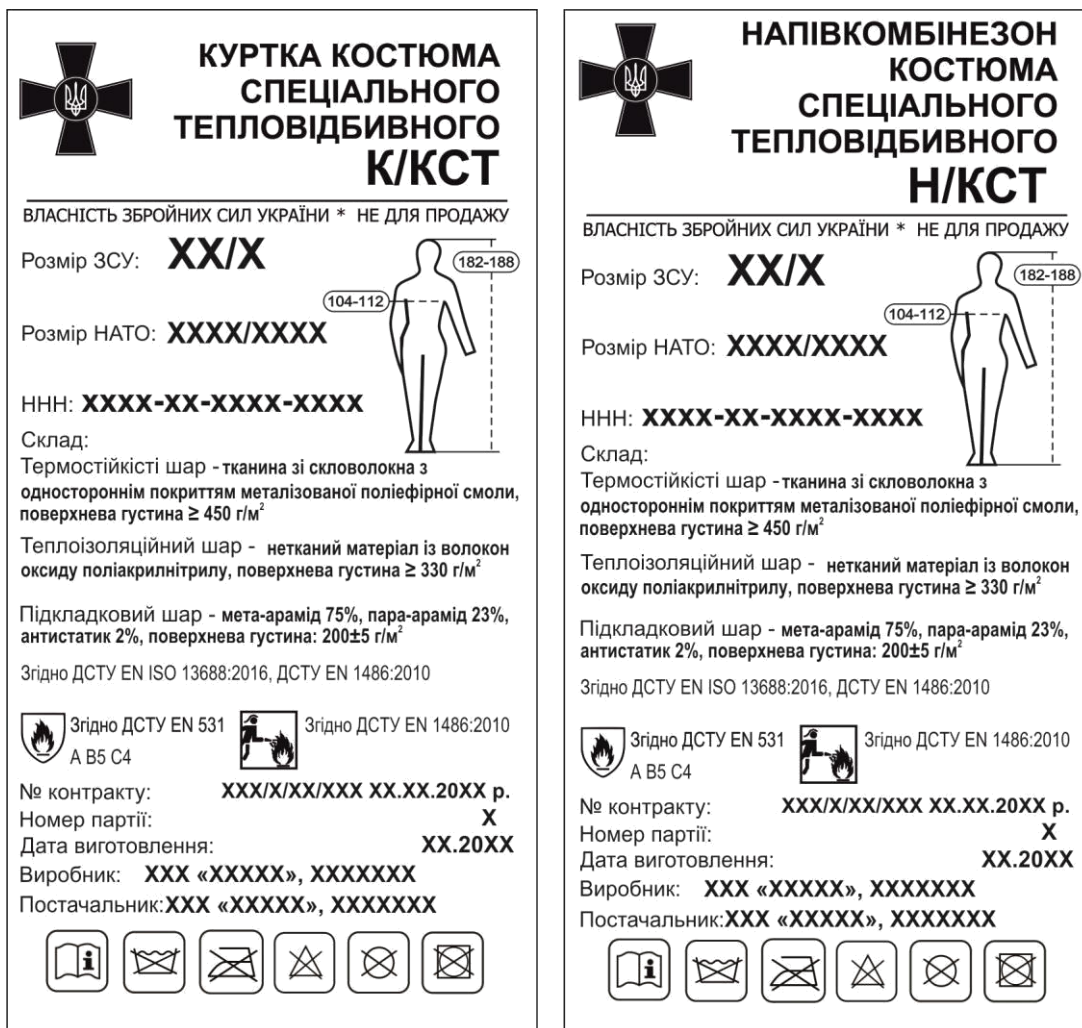 КУРТКА КОСТЮМА
СПЕЦІАЛЬНОГО
ТЕПЛОВІДБИВНОГО
К/КСТ
ВЛАСНІСТЬ ЗБРОЙНИХ СИЛ УКРАЇНИ * НЕ ДЛЯ ПРОДАЖУ
Розмір ЗСУ: XX/X
182-188
104-112
Розмір НАТО: XXXX/XXXX
ННН: XXXX-XX-XXXX-XXXX
Склад:
Термостійкісті шар - тканина зі скловолокна з
одностороннім покриттям металізованої поліефірної смоли,
поверхнева густина ≥ 450 г/м²
Теплоізоляційний шар - нетканий матеріал із волокон
оксиду поліакрилнітрилу, поверхнева густина ≥ 330 г/м²
Підкладковий шар - мета-арамід 75%, пара-арамід 23%,
антистатик 2%, поверхнева густина: 200±5 г/м²
Згідно ДСТУ EN ISO 13688:2016, ДСТУ EN 1486:2010
Згідно ДСТУ EN 531 Згідно ДСТУ EN 1486:2010
А В5 С4
№ контракту: XXX/X/XX/XXX XX.XX.20XX р.
Номер партії: X
Дата виготовлення: XX.20XX
Виробник: XXX «XXXXX», XXXXXXX
Постачальник:XXX «XXXXX», XXXXXXX
i
НАПІВКОМБІНЕЗОН
КОСТЮМА
СПЕЦІАЛЬНОГО
ТЕПЛОВІДБИВНОГО
Н/КСТ
ВЛАСНІСТЬ ЗБРОЙНИХ СИЛ УКРАЇНИ * НЕ ДЛЯ ПРОДАЖУ
Розмір ЗСУ: XX/X
182-188
104-112
Розмір НАТО: XXXX/XXXX
ННН: XXXX-XX-XXXX-XXXX
Склад:
Термостійкісті шар - тканина зі скловолокна з
одностороннім покриттям металізованої поліефірної смоли,
поверхнева густина ≥ 450 г/м²
Теплоізоляційний шар - нетканий матеріал із волокон
оксиду поліакрилнітрилу, поверхнева густина ≥ 330 г/м²
Підкладковий шар - мета-арамід 75%, пара-арамід 23%,
антистатик 2%, поверхнева густина: 200±5 г/м²
Згідно ДСТУ EN ISO 13688:2016, ДСТУ EN 1486:2010
Згідно ДСТУ EN 531 Згідно ДСТУ EN 1486:2010
А В5 С4
№ контракту: XXX/X/XX/XXX XX.XX.20XX р.
Номер партії: X
Дата виготовлення: XX.20XX
Виробник: XXX «XXXXX», XXXXXXX
Постачальник:XXX «XXXXX», XXXXXXX
i